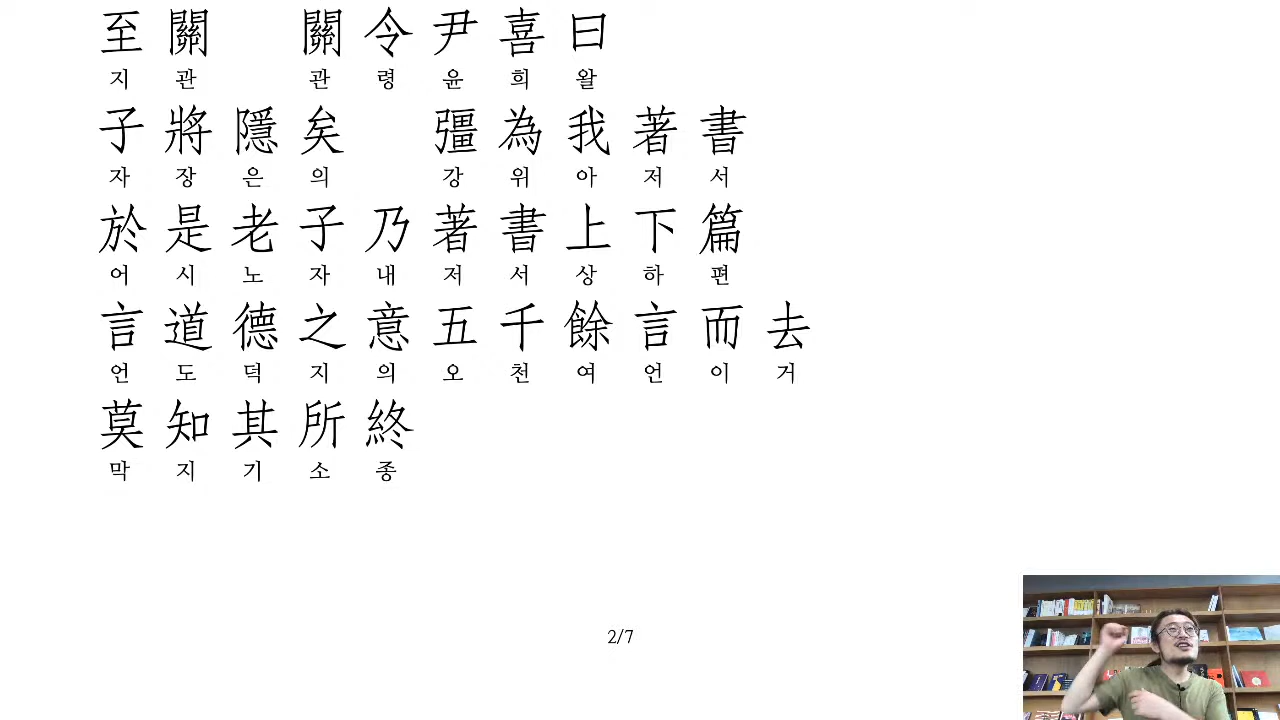 至關 關令尹喜曰
지관 관령윤희왈
子將隱矣 彊為我著書
자장은의 강위아저서
於是老子乃著書上下篇
어시노자내저서상하편
言道德之意五千餘言而去
언도덕지의오천여언이거
莫知其所終
막지기소종
2/7